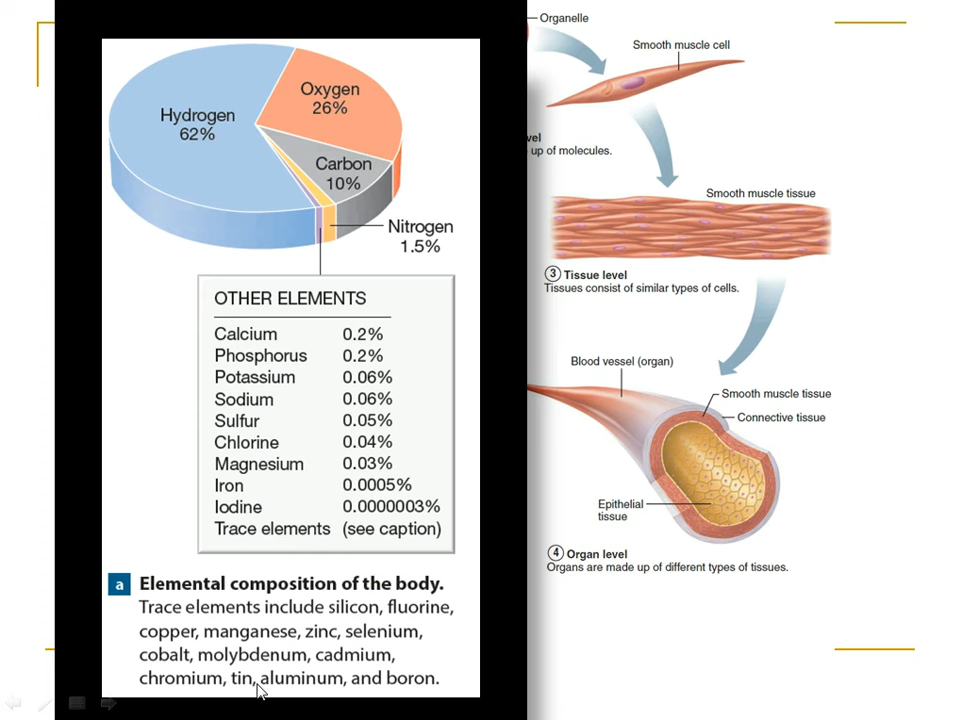 Hydrogen
62%
Oxygen
26%
Carbon
10%
Nitrogen
1.5%
OTHER ELEMENTS
Calcium 0.2%
Phosphorus 0.2%
Potassium 0.06%
Sodium 0.06%
Sulfur 0.05%
Chlorine 0.04%
Magnesium 0.03%
Iron 0.0005%
Iodine 0.0000003%
Trace elements (see caption)
a Elemental composition of the body.
Trace elements include silicon, fluorine,
copper, manganese, zinc, selenium,
cobalt, molybdenum, cadmium,
chromium, tin, aluminum, and boron.
Organelle
Smooth muscle cell
vel
up of molecules.
Smooth muscle tissue
3 Tissue level
Tissues consist of similar types of cells.
Blood vessel (organ)
Smooth muscle tissue
Connective tissue
Epithelial
tissue
4 Organ level
Organs are made up of different types of tissues.